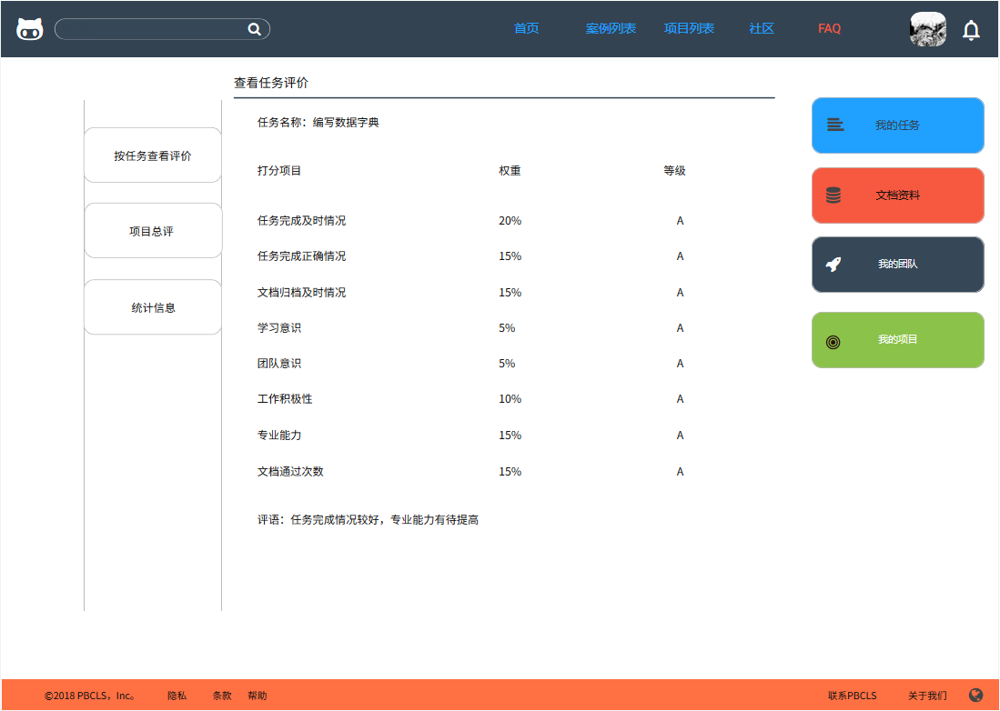 首页 案例列表 项目列表 社区 FAQ
查看任务评价
按任务查看评价
项目总评
统计信息
任务名称：编写数据字典
打分项目 权重 等级
任务完成及时情况 20% A
任务完成正确情况 15% A
文档归档及时情况 15% A
学习意识 5% A
团队意识 5% A
工作积极性 10% A
专业能力 15% A
文档通过次数 15% A
评语：任务完成情况较好，专业能力有待提高
我的任务
文档资料
我的团队
我的项目
©2018 PBCLS，Inc。 隐私 条款 帮助 联系PBCLS 关于我们